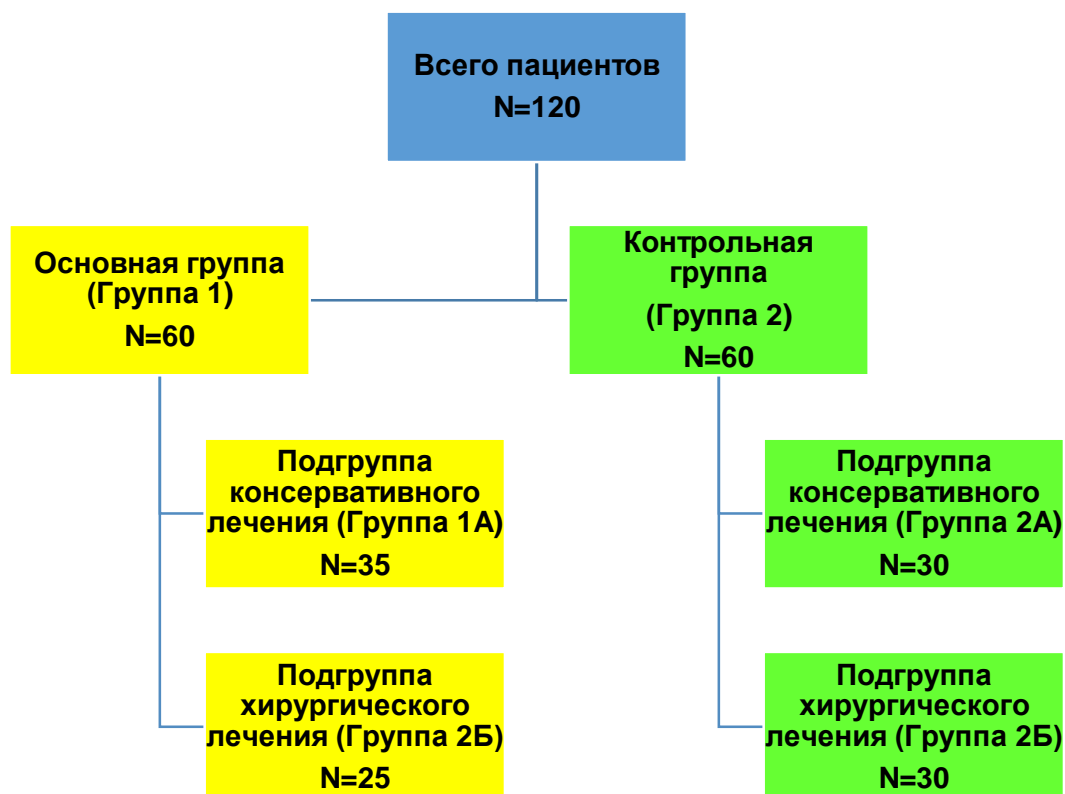 Всего пациентов
N=120
Основная группа
(Группа 1)
N=60
Контрольная
группа
(Группа 2)
N=60
Подгруппа
консервативного
лечения (Группа 1А)
N=35
Подгруппа
хирургического
лечения (Группа 2Б)
N=25
Подгруппа
консервативного
лечения (Группа 2А)
N=30
Подгруппа
хирургического
лечения (Группа 2Б)
N=30